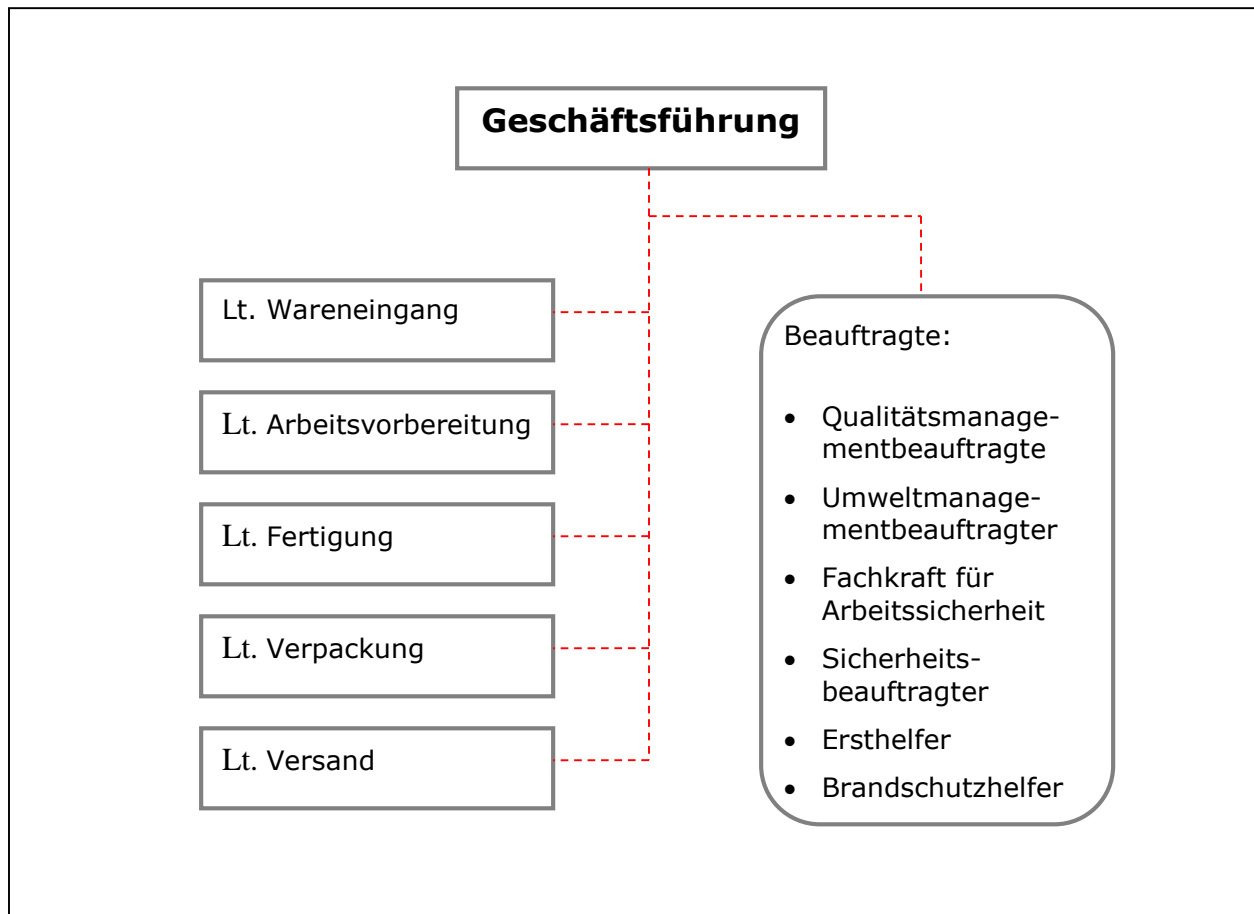 Geschäftsführung
Lt. Wareneingang
Lt. Arbeitsvorbereitung
Lt. Fertigung
Lt. Verpackung
Lt. Versand
Beauftragte:
• Qualitätsmanage-
mentbeauftragte
• Umweltmanage-
mentbeauftragter
• Fachkraft für
Arbeitssicherheit
• Sicherheits-
beauftragter
• Ersthelfer
• Brandschutzhelfer